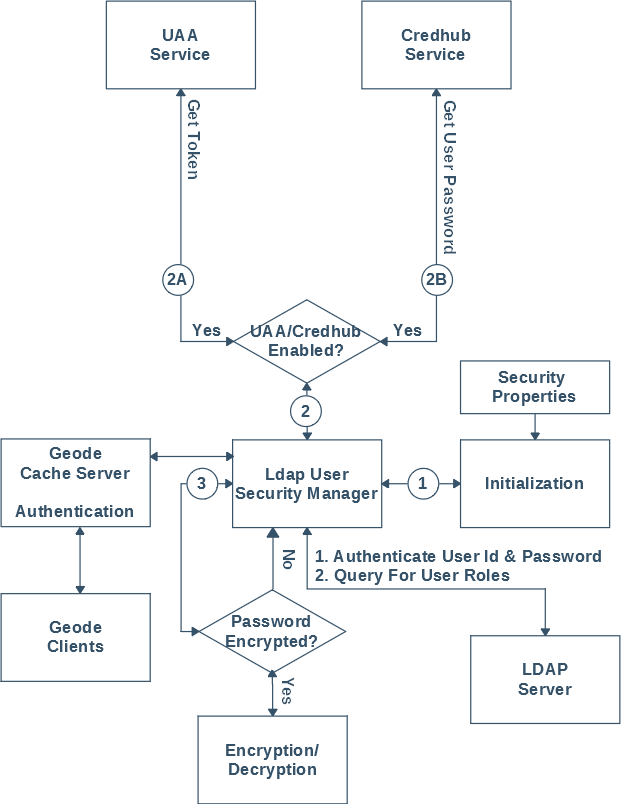 UAA
Service
Credhub
Service
Get Token
Get User Password
2A
2B
Yes
UAA/Credhub
Enabled?
Yes
2
Security
Properties
Geode
Cache Server
Authentication
3
Ldap User
Security Manager
1
Initialization
No
1. Authenticate User Id & Password
2. Query For User Roles
Geode
Clients
Password
Encrypted?
LDAP
Server
Yes
Encryption/
Decryption